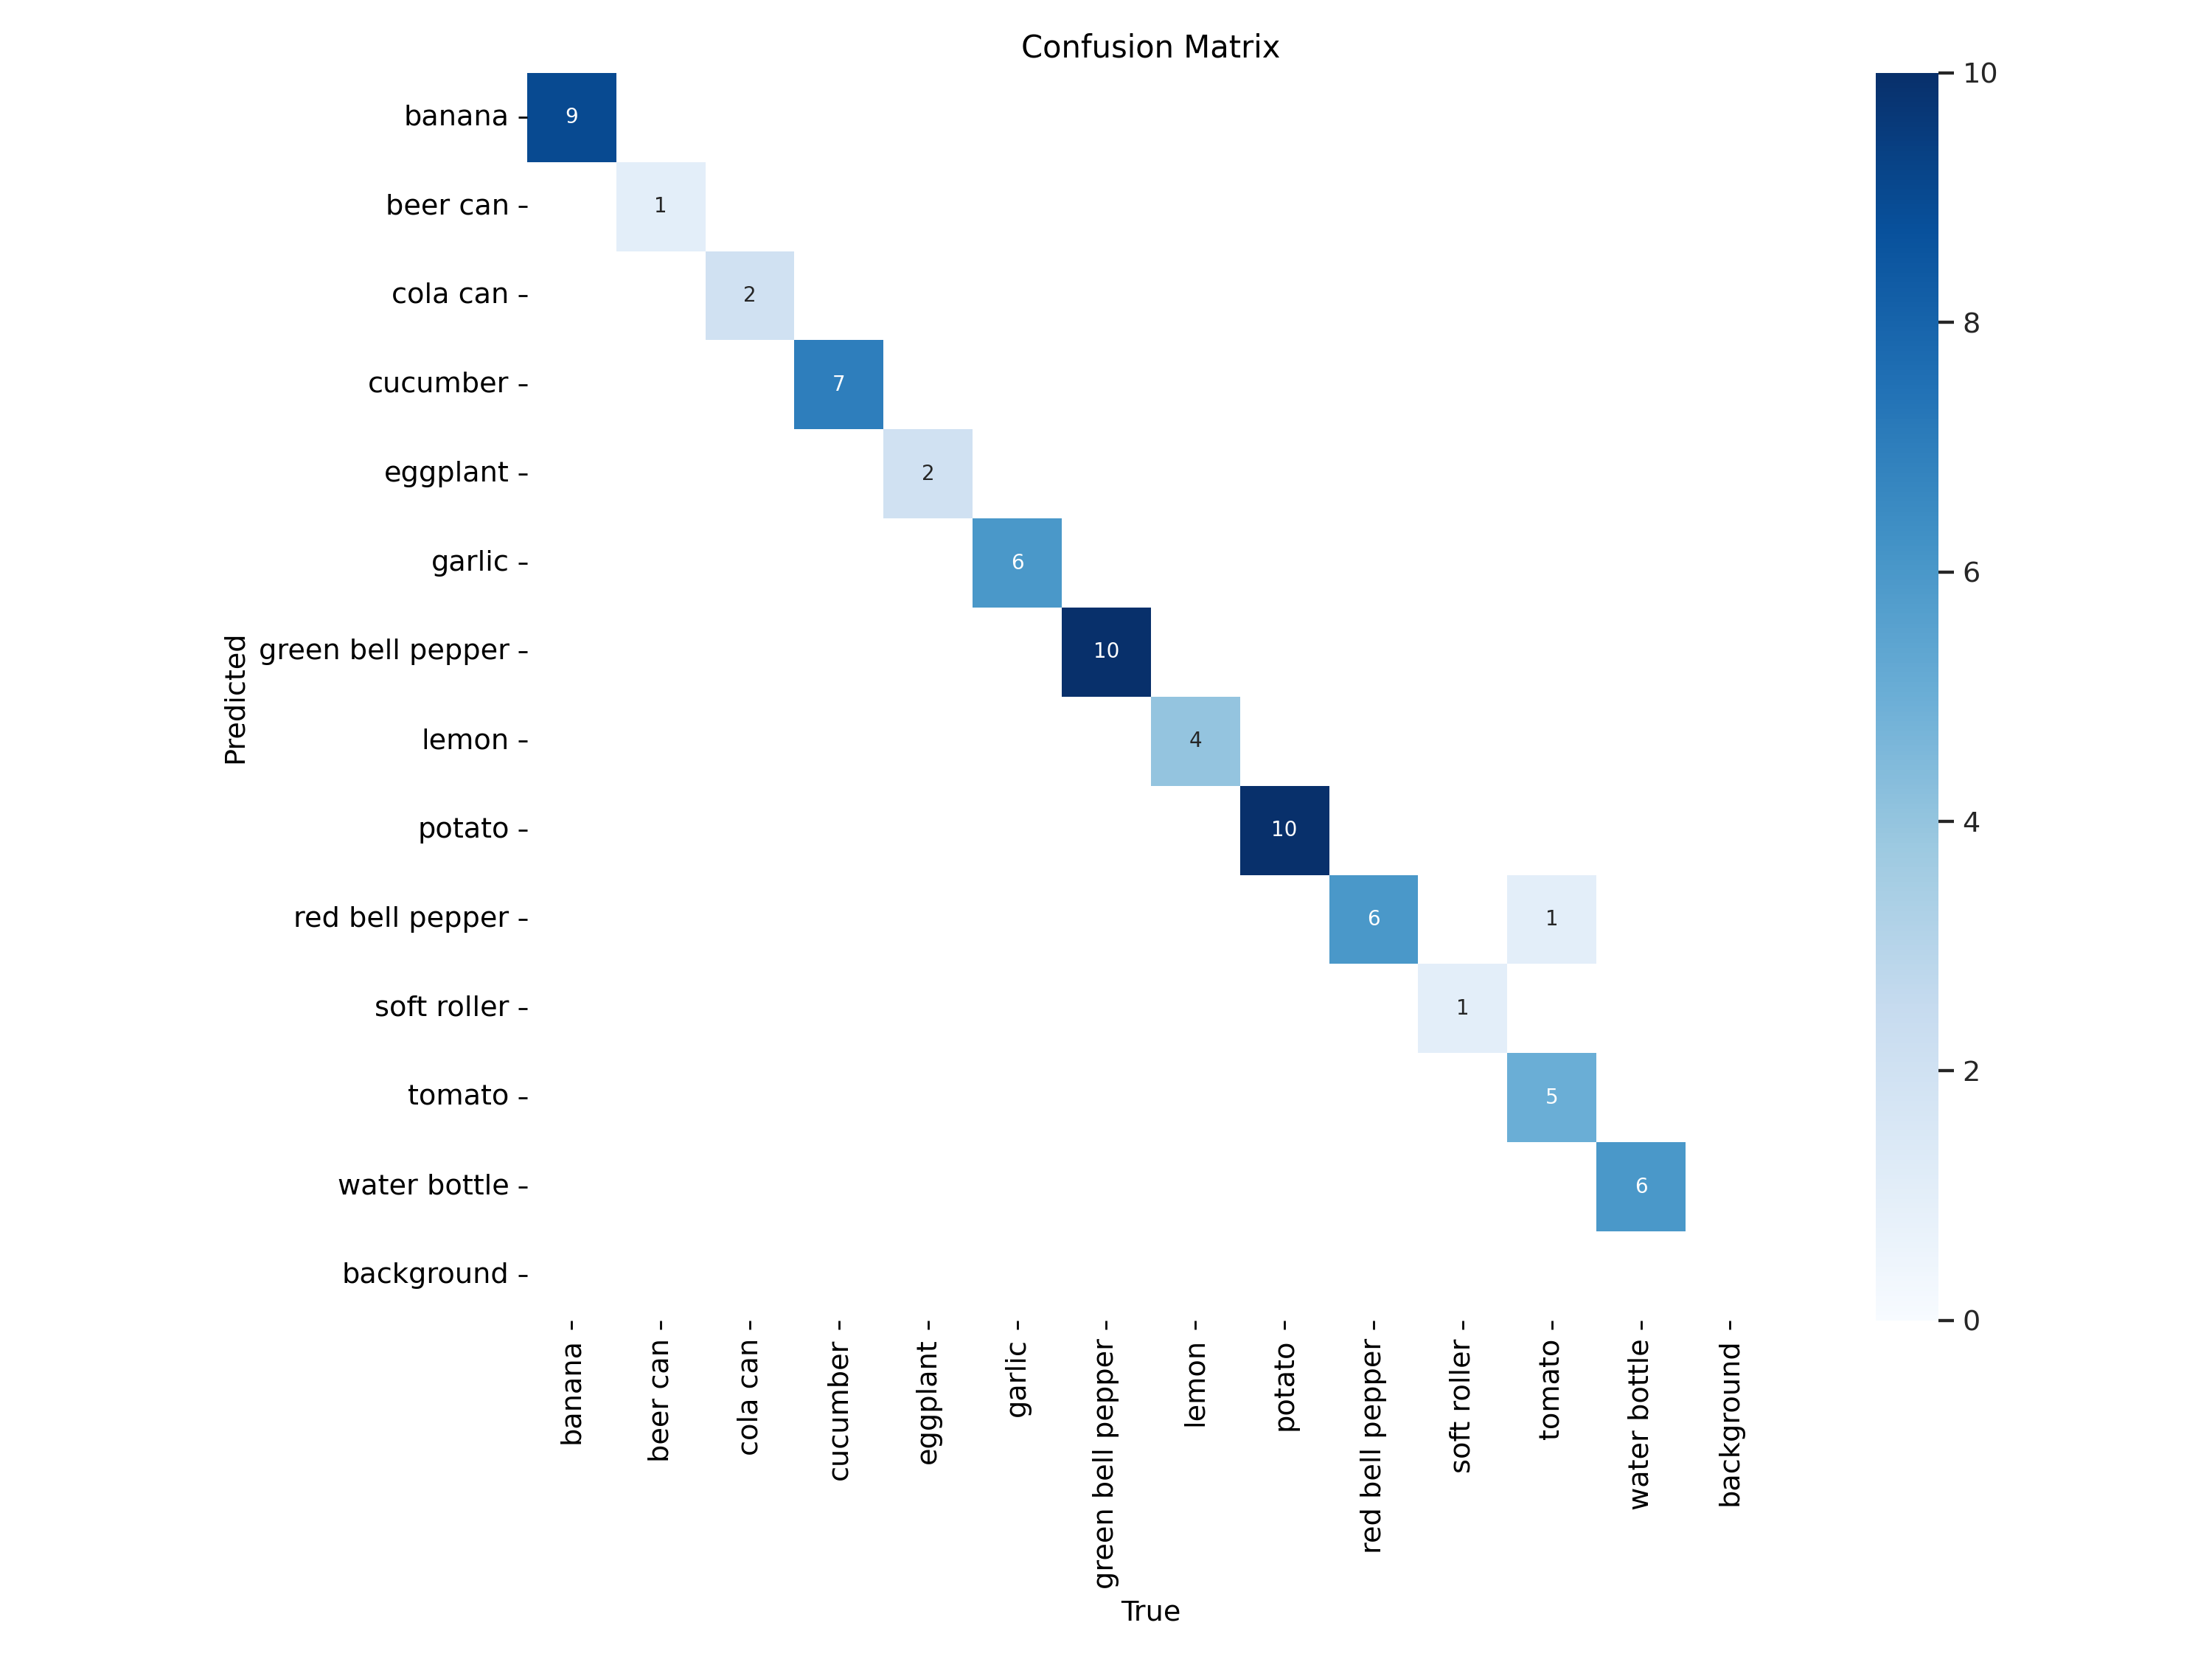 Confusion Matrix
banana 9
beer can 1
cola can 2
cucumber 7
eggplant 2
garlic 6
green bell pepper 10
lemon 4
potato 10
red bell pepper 6 1
soft roller 1
tomato 5
water bottle 6
background
Predicted
banana
beer can
cola can
cucumber
eggplant
garlic
green bell pepper
lemon
potato
red bell pepper
soft roller
tomato
water bottle
background
True
10
8
6
4
2
0